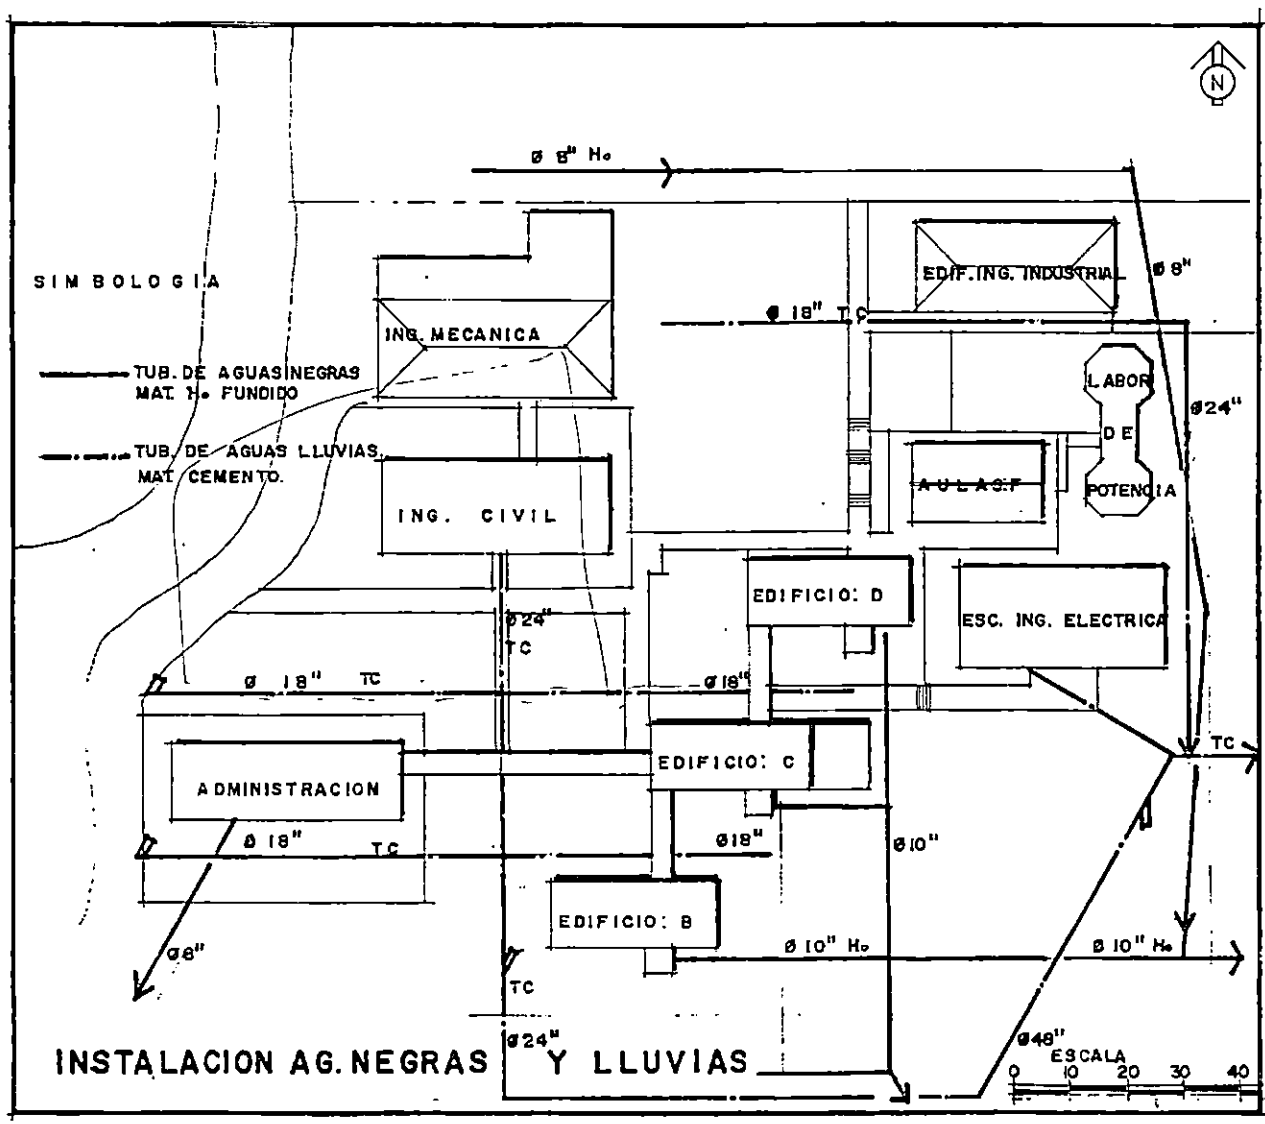 N
Ø 8" Ho
SIMBOLOGIA
EDIF. ING. INDUSTRIAL
Ø 8"
Ø 18" TC
ING. MECANICA
TUB. DE AGUAS NEGRAS
MAT. Ho FUNDIDO
LABOR
DE
POTENCIA
Ø24"
TUB. DE AGUAS LLUVIAS
MAT. CEMENTO.
AULAS: F
ING. CIVIL
EDIFICIO: D
ESC. ING. ELECTRICA
Ø24"
TC
Ø 18" TC
Ø18"
TC
EDIFICIO: C
ADMINISTRACION
Ø 18"
TC
Ø18"
Ø10"
EDIFICIO: B
Ø8"
Ø 10" Ho
Ø 10" Ho
TC
Ø24"
Ø48"
INSTALACION AG. NEGRAS Y LLUVIAS
ESCALA
0 10 20 30 40